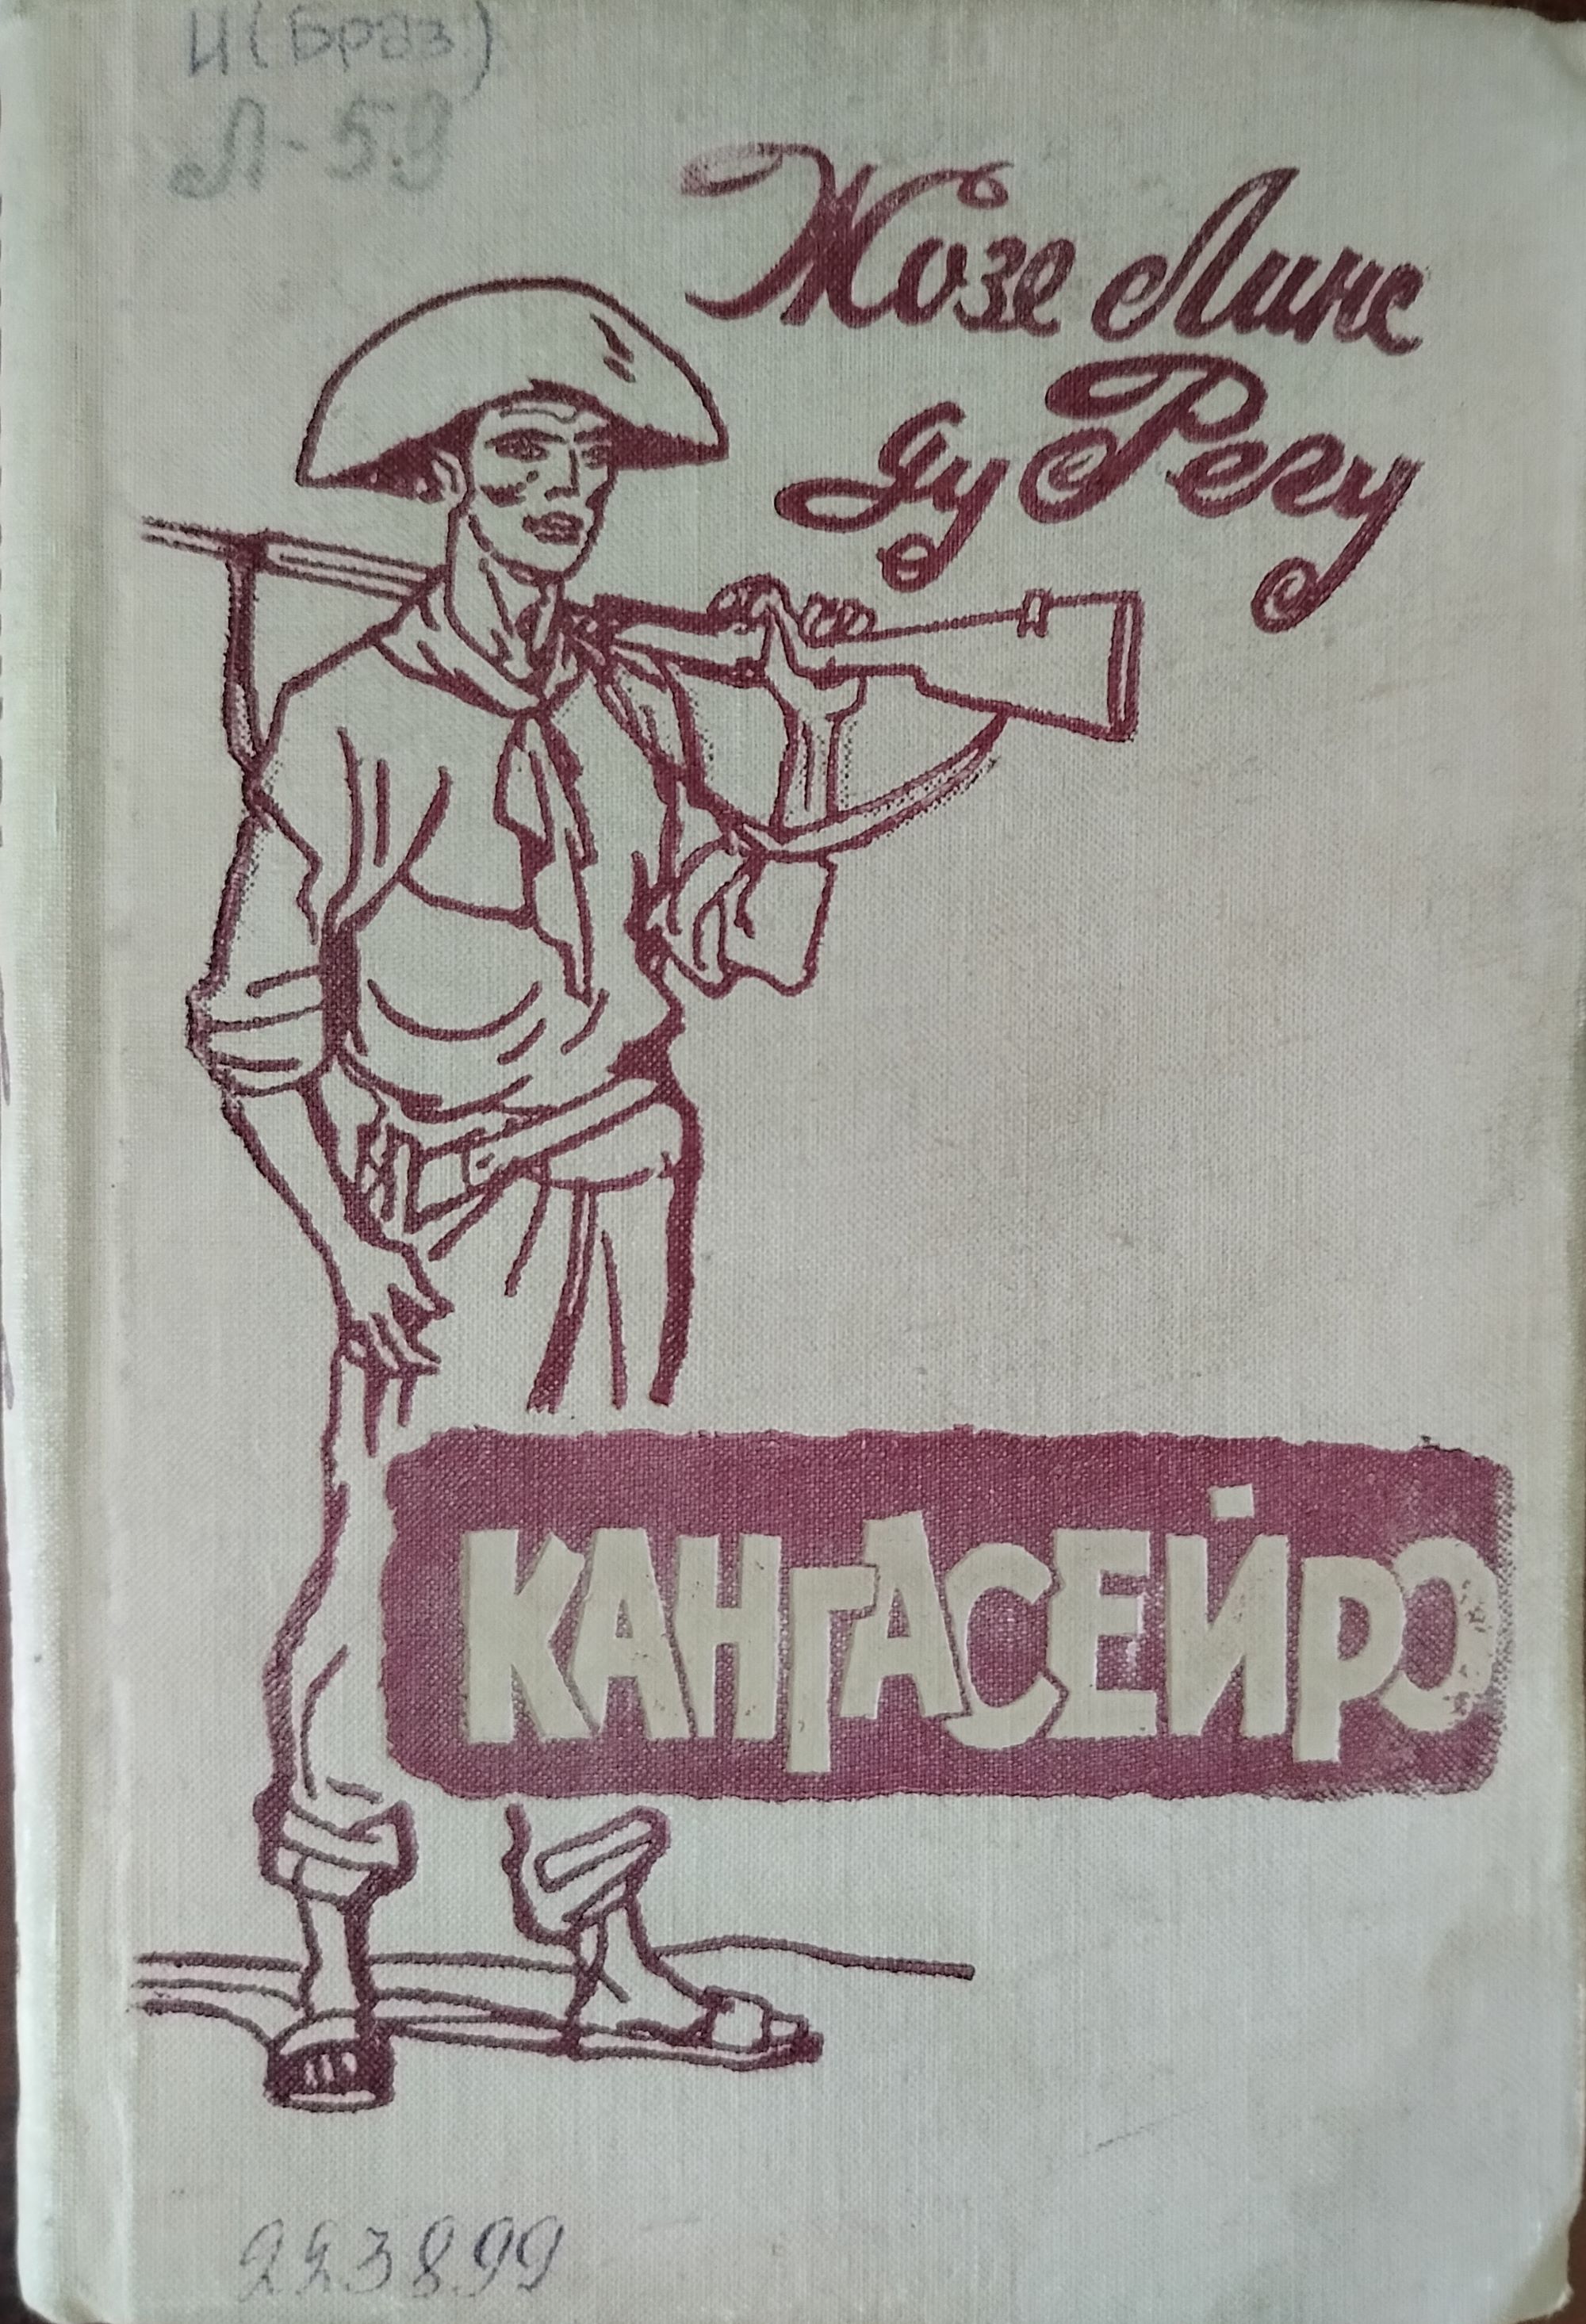 И(Браз.)
Л-59
Жозе Линс
ду Регу
КАНГАСЕЙРО
223899